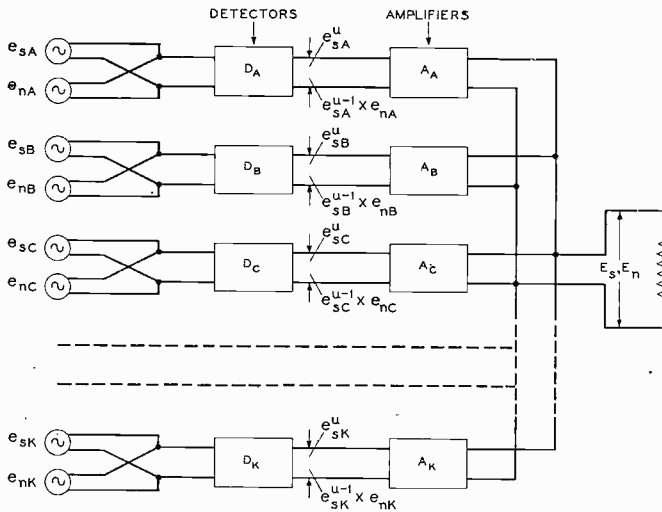 DETECTORS
AMPLIFIERS
e_sA
e_nA
D_A
e_sA^u
e_sA^u-1 x e_nA
A_A
e_sB
e_nB
D_B
e_sB^u
e_sB^u-1 x e_nB
A_B
e_sC
e_nC
D_C
e_sC^u
e_sC^u-1 x e_nC
A_C
E_s, E_n
e_sK
e_nK
D_K
e_sK^u
e_sK^u-1 x e_nK
A_K